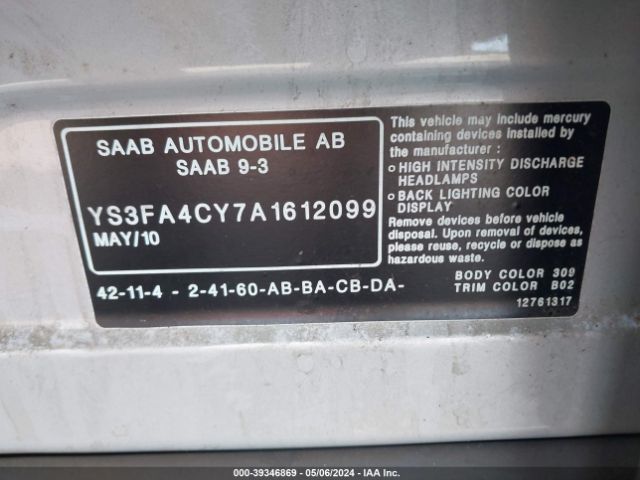 SAAB AUTOMOBILE AB
SAAB 9-3
YS3FA4CY7A1612099
MAY/10
42-11-4 - 2-41-60-AB-BA-CB-DA-
This vehicle may include mercury
containing devices installed by
the manufacturer :
o HIGH INTENSITY DISCHARGE
HEADLAMPS
o BACK LIGHTING COLOR
DISPLAY
Remove devices before vehicle
disposal. Upon removal of devices,
please reuse, recycle or dispose as
hazardous waste.
BODY COLOR 309
TRIM COLOR B02
12761317
000-39346869 - 05/06/2024 - IAA Inc.